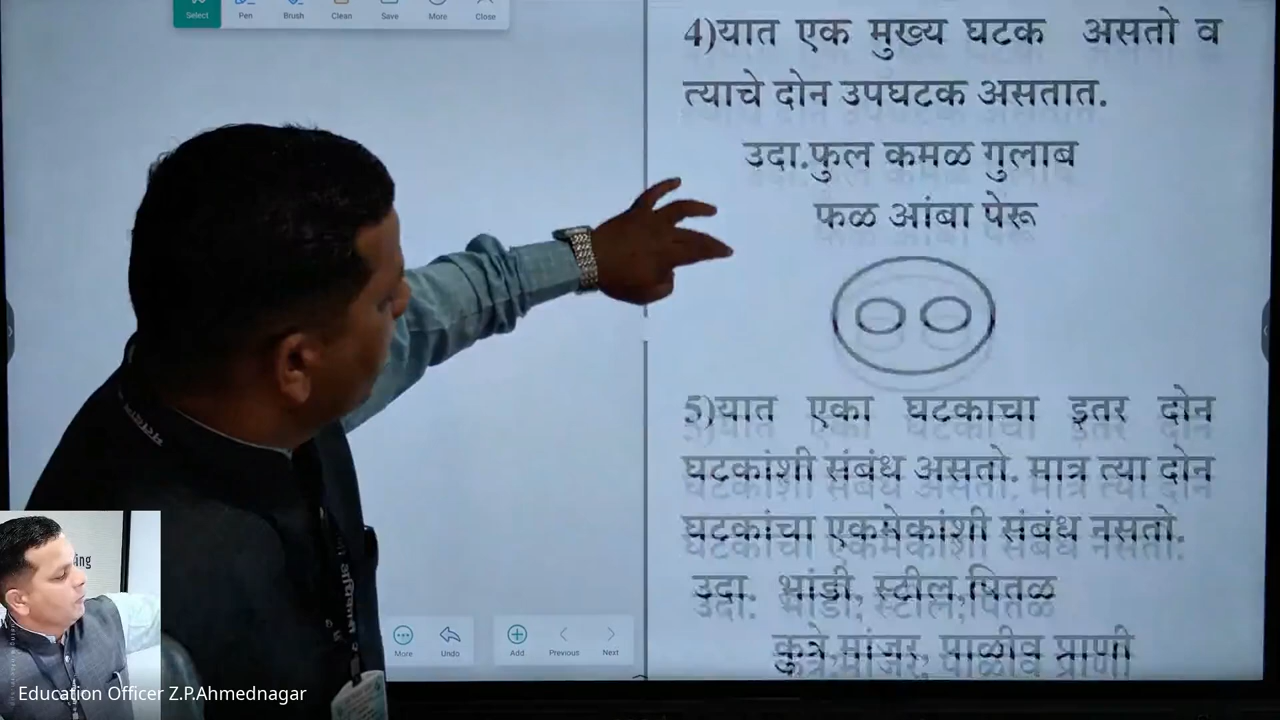 Select Pen Brush Clean Save More Close
4)यात एक मुख्य घटक असतो व
त्याचे दोन उपघटक असतात.
उदा.फुल कमळ गुलाब
फळ आंबा पेरू
5)यात एका घटकाचा इतर दोन
घटकांशी संबंध असतो. मात्र त्या दोन
घटकांचा एकमेकांशी संबंध नसतो.
उदा. भांडी, स्टील,पितळ
कुत्रे,मांजर, पाळीव प्राणी
More Undo Add Previous Next
Education Officer Z.P.Ahmednagar